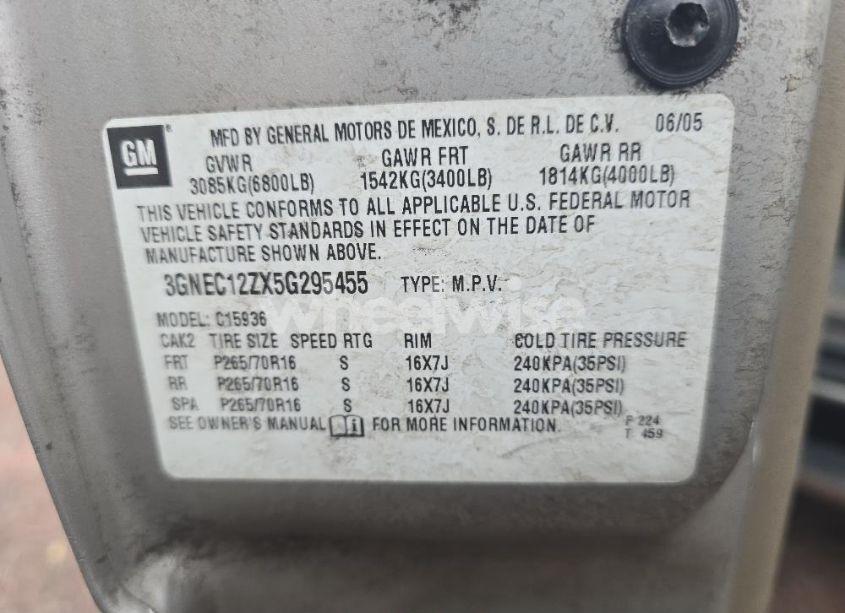 GM
MFD BY GENERAL MOTORS DE MEXICO, S. DE R.L. DE C.V. 06/05
GVWR GAWR FRT GAWR RR
3085KG(6800LB) 1542KG(3400LB) 1814KG(4000LB)
THIS VEHICLE CONFORMS TO ALL APPLICABLE U.S. FEDERAL MOTOR
VEHICLE SAFETY STANDARDS IN EFFECT ON THE DATE OF
MANUFACTURE SHOWN ABOVE.
3GNEC12ZX5G295455 TYPE: M.P.V.
wheelwise
MODEL: C15936
CAK2 TIRE SIZE SPEED RTG RIM COLD TIRE PRESSURE
FRT P265/70R16 S 16X7J 240KPA(35PSI)
RR P265/70R16 S 16X7J 240KPA(35PSI)
SPA P265/70R16 S 16X7J 240KPA(35PSI)
SEE OWNER'S MANUAL i FOR MORE INFORMATION.
P 224
T 459